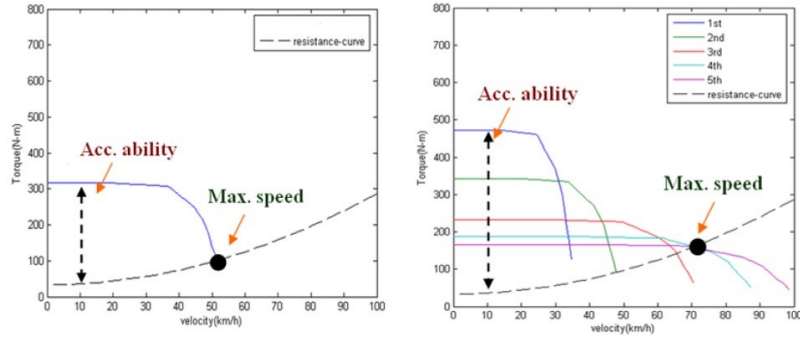 800
700
600
500
400
300
200
100
0
Torque(N-m)
resistance-curve
Acc. ability
Max. speed
0 10 20 30 40 50 60 70 80 90 100
velocity(km/h)
800
700
600
500
400
300
200
100
0
Torque(N-m)
1st
2nd
3rd
4th
5th
resistance-curve
Acc. ability
Max. speed
0 10 20 30 40 50 60 70 80 90 100
velocity(km/h)